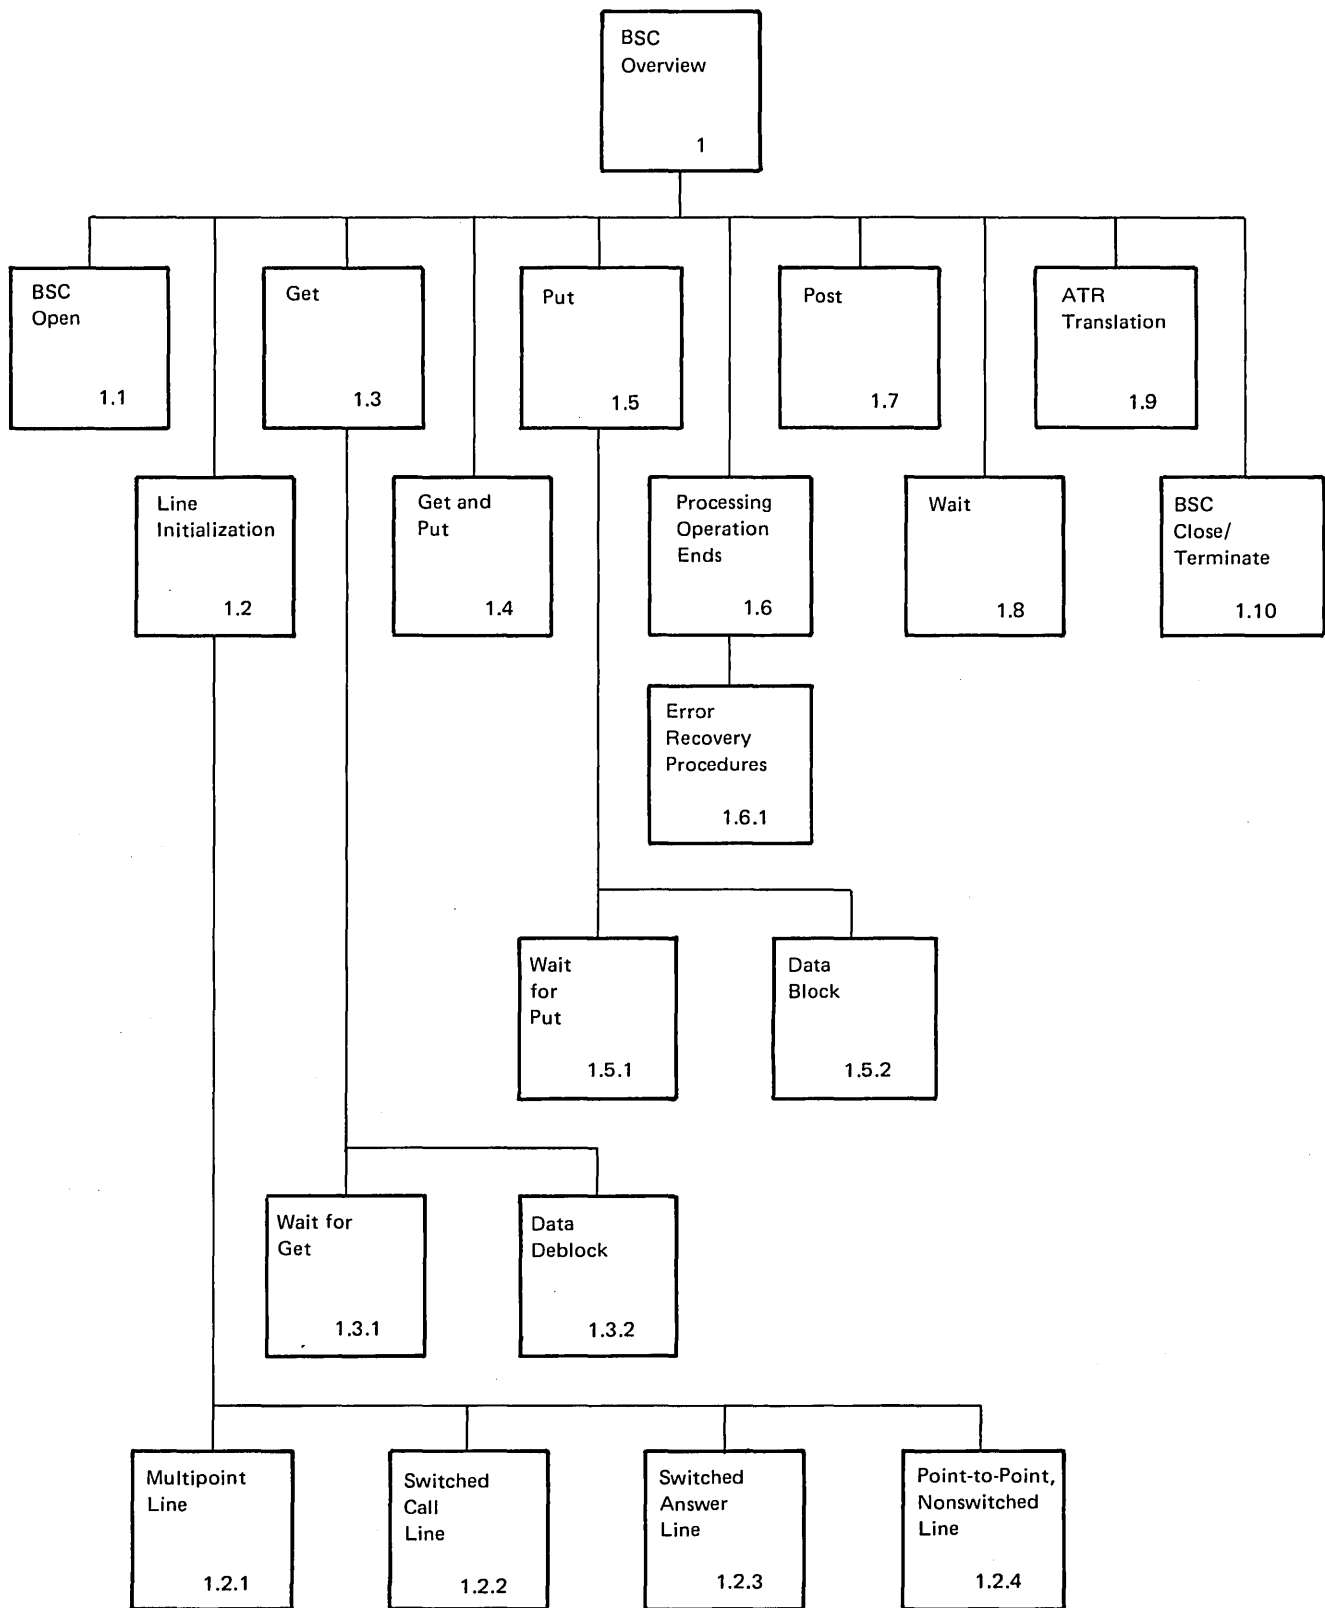 BSC
Overview
1
BSC
Open
1.1
Get
1.3
Put
1.5
Post
1.7
ATR
Translation
1.9
Line
Initialization
1.2
Get and
Put
1.4
Processing
Operation
Ends
1.6
Wait
1.8
BSC
Close/
Terminate
1.10
Error
Recovery
Procedures
1.6.1
Wait
for
Put
1.5.1
Data
Block
1.5.2
Wait for
Get
1.3.1
Data
Deblock
1.3.2
Multipoint
Line
1.2.1
Switched
Call
Line
1.2.2
Switched
Answer
Line
1.2.3
Point-to-Point,
Nonswitched
Line
1.2.4